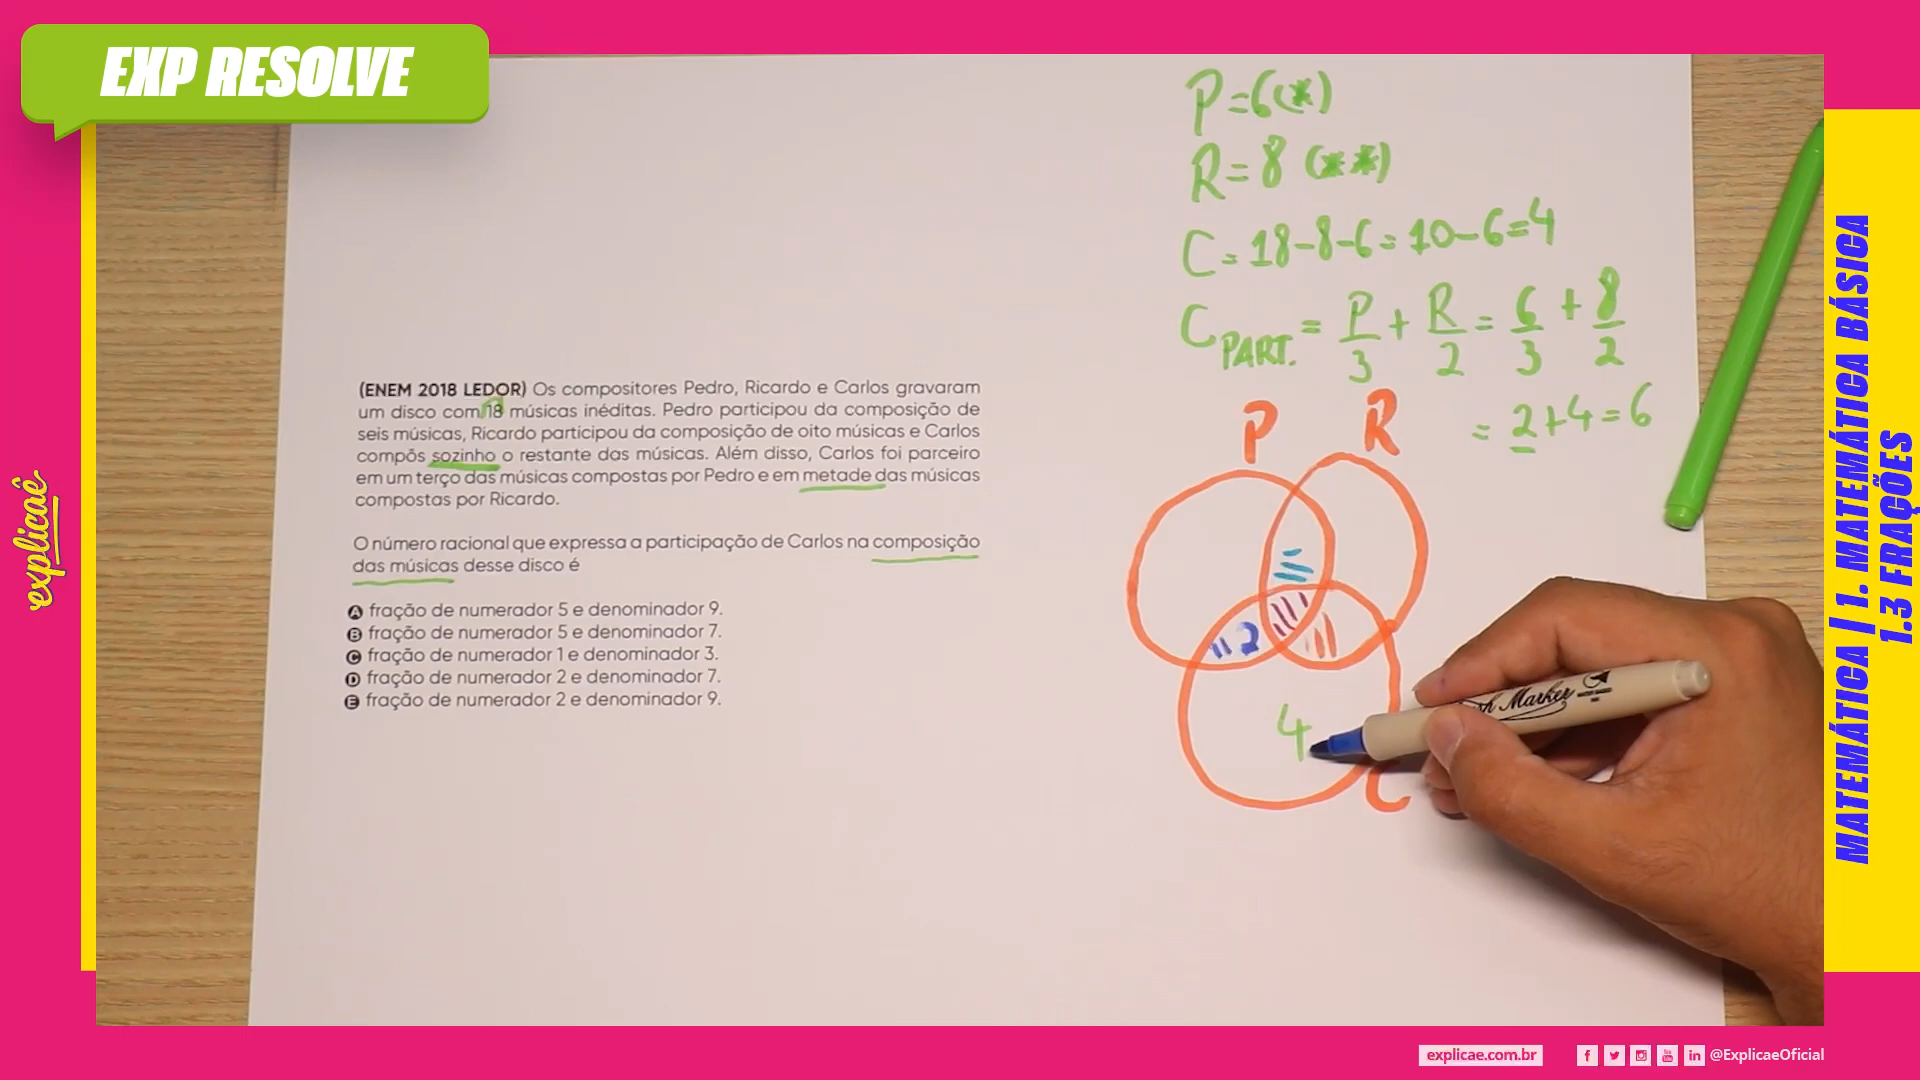 EXP RESOLVE
P=6(*)
R=8 (**)
C=18-8-6=10-6=4
C PART. = P/3 + R/2 = 6/3 + 8/2
= 2+4=6
(ENEM 2018 LEDOR) Os compositores Pedro, Ricardo e Carlos gravaram
um disco com 18 músicas inéditas. Pedro participou da composição de
seis músicas, Ricardo participou da composição de oito músicas e Carlos
compôs sozinho o restante das músicas. Além disso, Carlos foi parceiro
em um terço das músicas compostas por Pedro e em metade das músicas
compostas por Ricardo.
O número racional que expressa a participação de Carlos na composição
das músicas desse disco é
A fração de numerador 5 e denominador 9.
B fração de numerador 5 e denominador 7.
C fração de numerador 1 e denominador 3.
D fração de numerador 2 e denominador 7.
E fração de numerador 2 e denominador 9.
P R
2
4
C
explicaê
MATEMÁTICA | 1. MATEMÁTICA BÁSICA
1.3 FRAÇÕES
explicae.com.br
@ExplicaeOficial